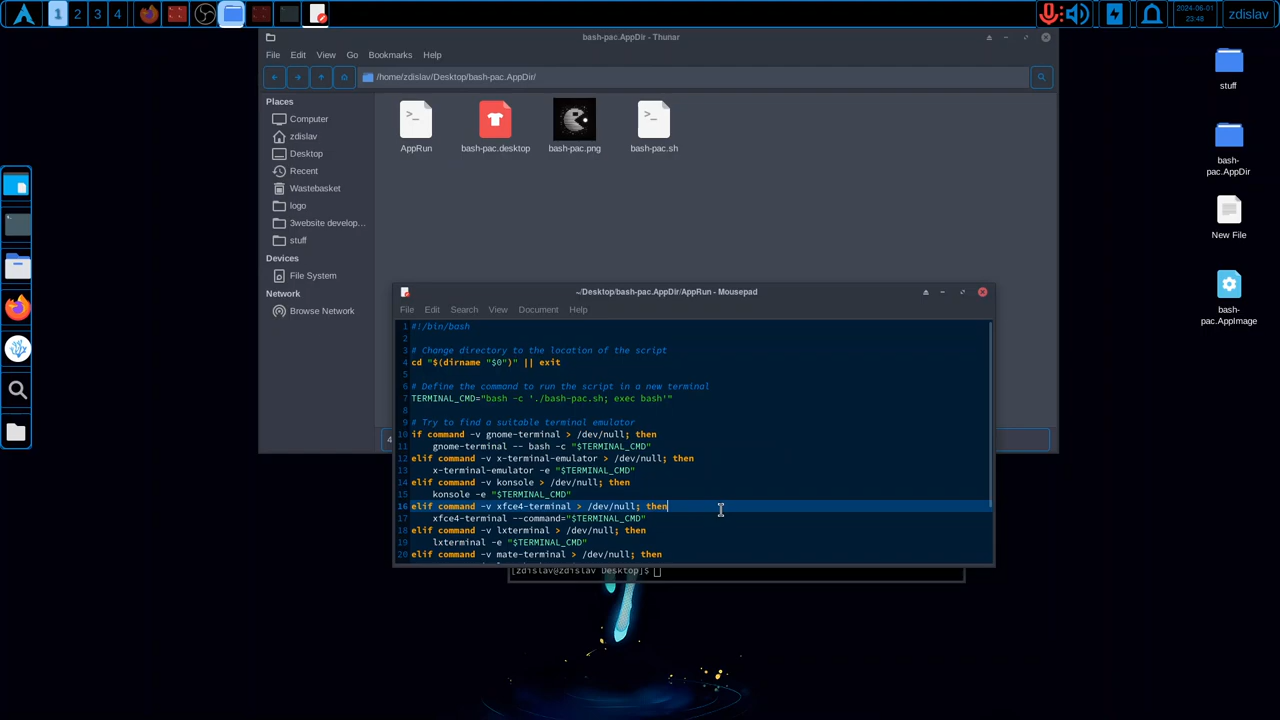 1 2 3 4
2024-06-01
23:48
zdislav
bash-pac.AppDir - Thunar
File Edit View Go Bookmarks Help
/home/zdislav/Desktop/bash-pac.AppDir/
Places
Computer
zdislav
Desktop
Recent
Wastebasket
logo
3website develop...
stuff
Devices
File System
Network
Browse Network
AppRun
bash-pac.desktop
bash-pac.png
bash-pac.sh
4
stuff
bash-
pac.AppDir
New File
bash-
pac.AppImage
~/Desktop/bash-pac.AppDir/AppRun - Mousepad
File Edit Search View Document Help
1 #!/bin/bash
2
3 # Change directory to the location of the script
4 cd "$(dirname "$0")" || exit
5
6 # Define the command to run the script in a new terminal
7 TERMINAL_CMD="bash -c './bash-pac.sh; exec bash'"
8
9 # Try to find a suitable terminal emulator
10 if command -v gnome-terminal > /dev/null; then
11 gnome-terminal -- bash -c "$TERMINAL_CMD"
12 elif command -v x-terminal-emulator > /dev/null; then
13 x-terminal-emulator -e "$TERMINAL_CMD"
14 elif command -v konsole > /dev/null; then
15 konsole -e "$TERMINAL_CMD"
16 elif command -v xfce4-terminal > /dev/null; then
17 xfce4-terminal --command="$TERMINAL_CMD"
18 elif command -v lxterminal > /dev/null; then
19 lxterminal -e "$TERMINAL_CMD"
20 elif command -v mate-terminal > /dev/null; then
[zdislav@zdislav Desktop]$